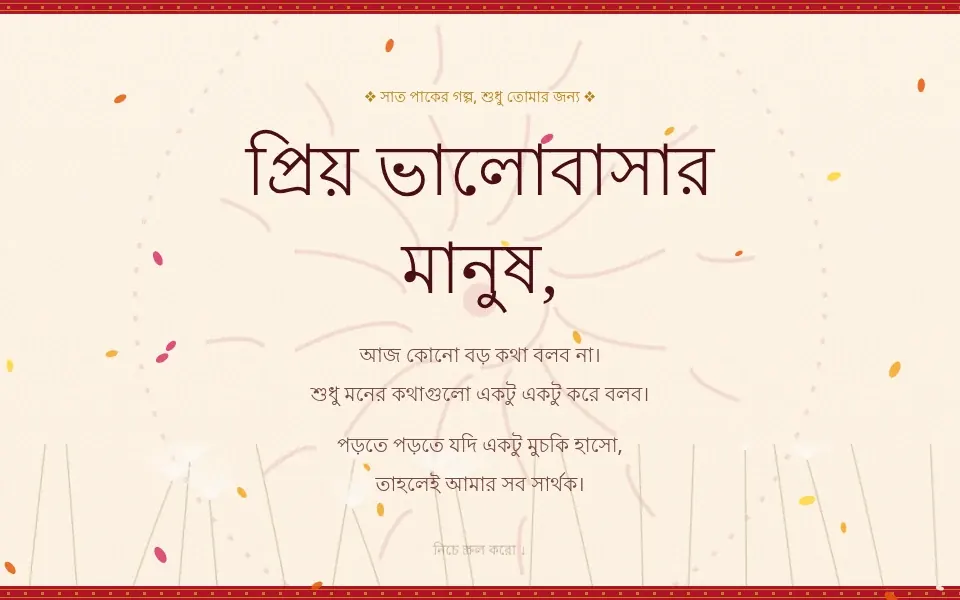 ❖ সাত পাকের গল্প, শুধু তোমার জন্য ❖
প্রিয় ভালোবাসার
মানুষ,
আজ কোনো বড় কথা বলব না।
শুধু মনের কথাগুলো একটু একটু করে বলব।
পড়তে পড়তে যদি একটু মুচকি হাসো,
তাহলেই আমার সব সার্থক।
নিচে স্ক্রল করো ↓